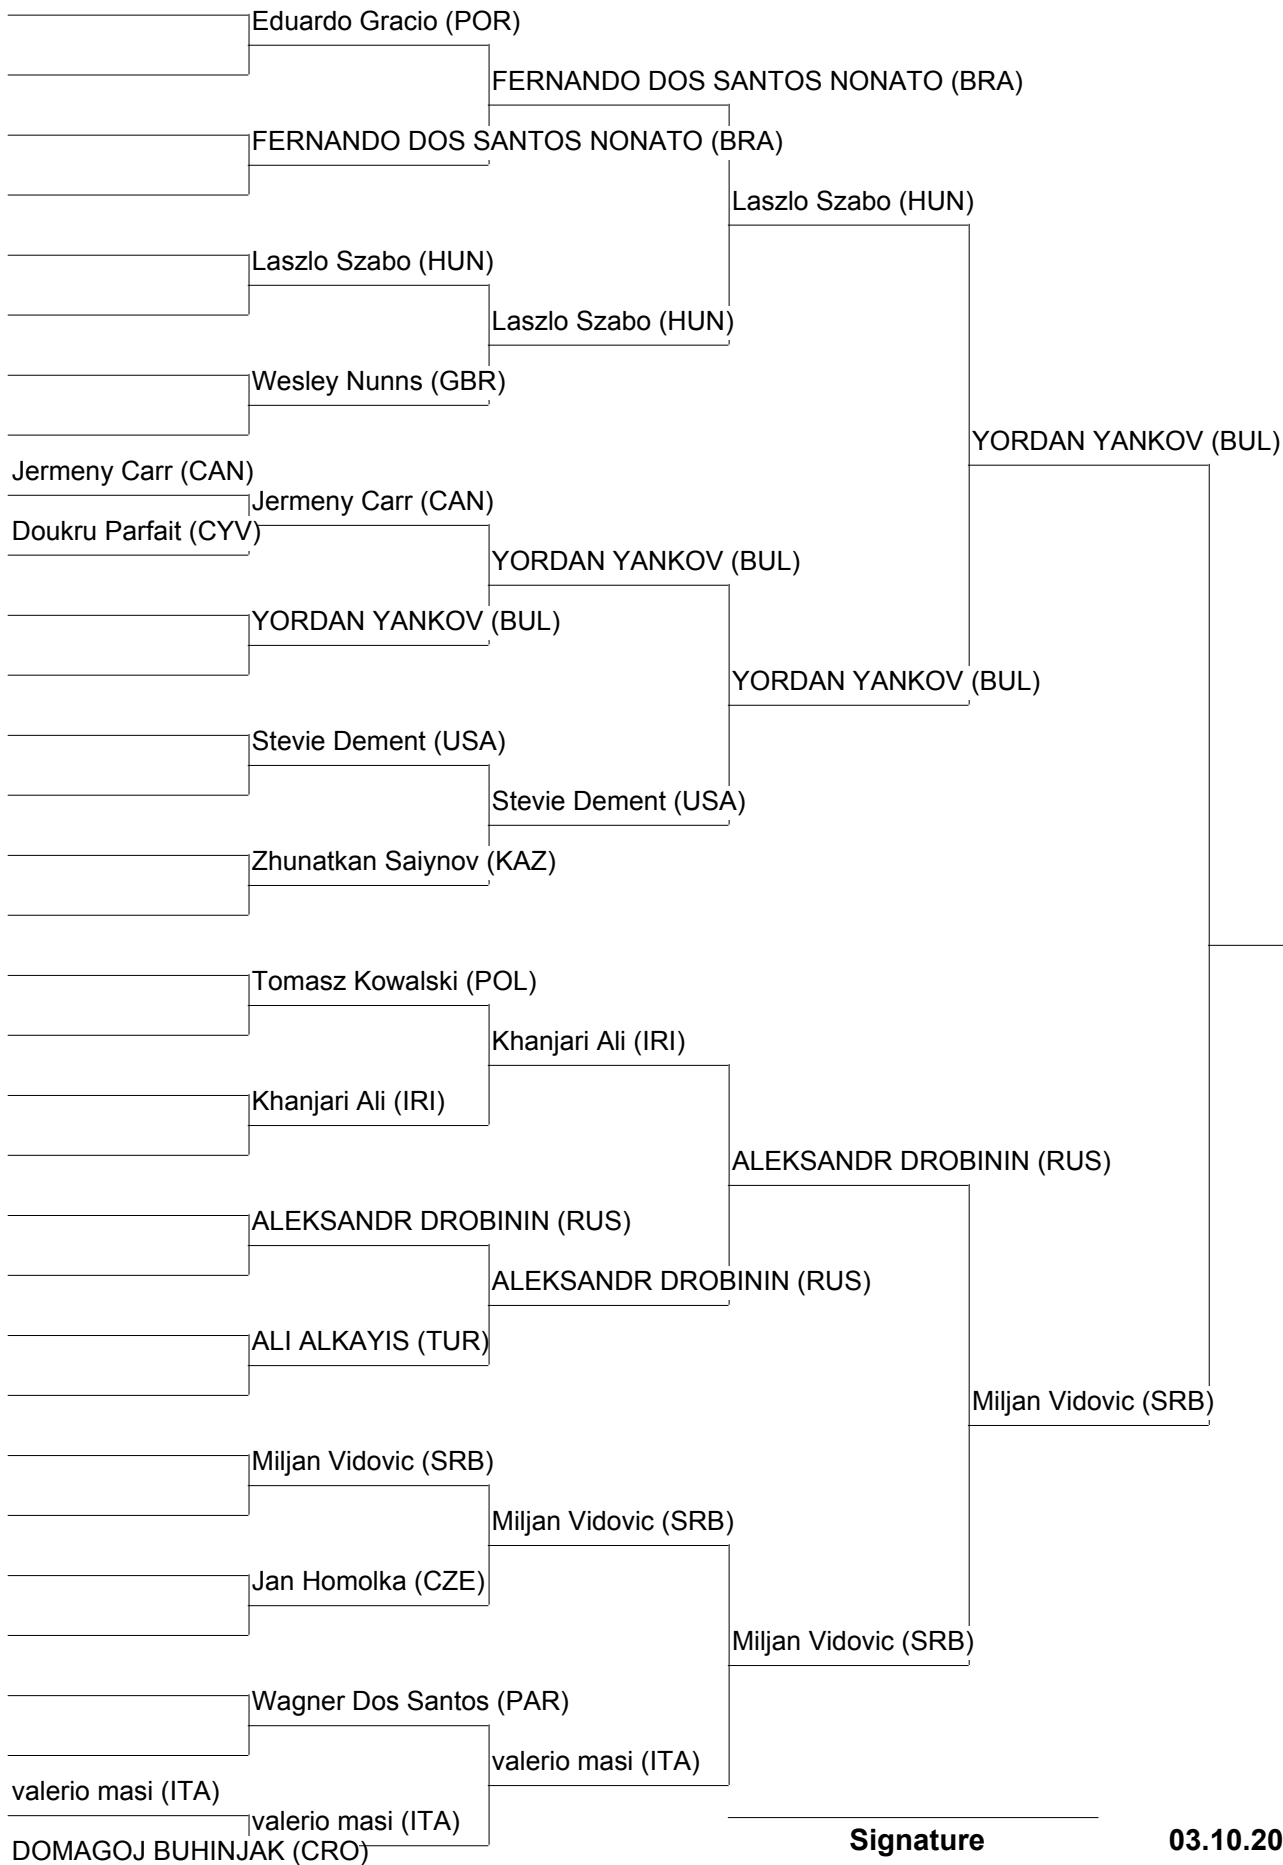 Eduardo Gracio (POR)
FERNANDO DOS SANTOS NONATO (BRA)
FERNANDO DOS SANTOS NONATO (BRA)
Laszlo Szabo (HUN)
Laszlo Szabo (HUN)
Laszlo Szabo (HUN)
Wesley Nunns (GBR)
YORDAN YANKOV (BUL)
Jermeny Carr (CAN)
Jermeny Carr (CAN)
Doukru Parfait (CYV)
YORDAN YANKOV (BUL)
YORDAN YANKOV (BUL)
YORDAN YANKOV (BUL)
Stevie Dement (USA)
Stevie Dement (USA)
Zhunatkan Saiynov (KAZ)
Tomasz Kowalski (POL)
Khanjari Ali (IRI)
Khanjari Ali (IRI)
ALEKSANDR DROBININ (RUS)
ALEKSANDR DROBININ (RUS)
ALEKSANDR DROBININ (RUS)
ALI ALKAYIS (TUR)
Miljan Vidovic (SRB)
Miljan Vidovic (SRB)
Miljan Vidovic (SRB)
Jan Homolka (CZE)
Miljan Vidovic (SRB)
Wagner Dos Santos (PAR)
valerio masi (ITA)
valerio masi (ITA)
valerio masi (ITA)
Signature 03.10.20
DOMAGOJ BUHINJAK (CRO)